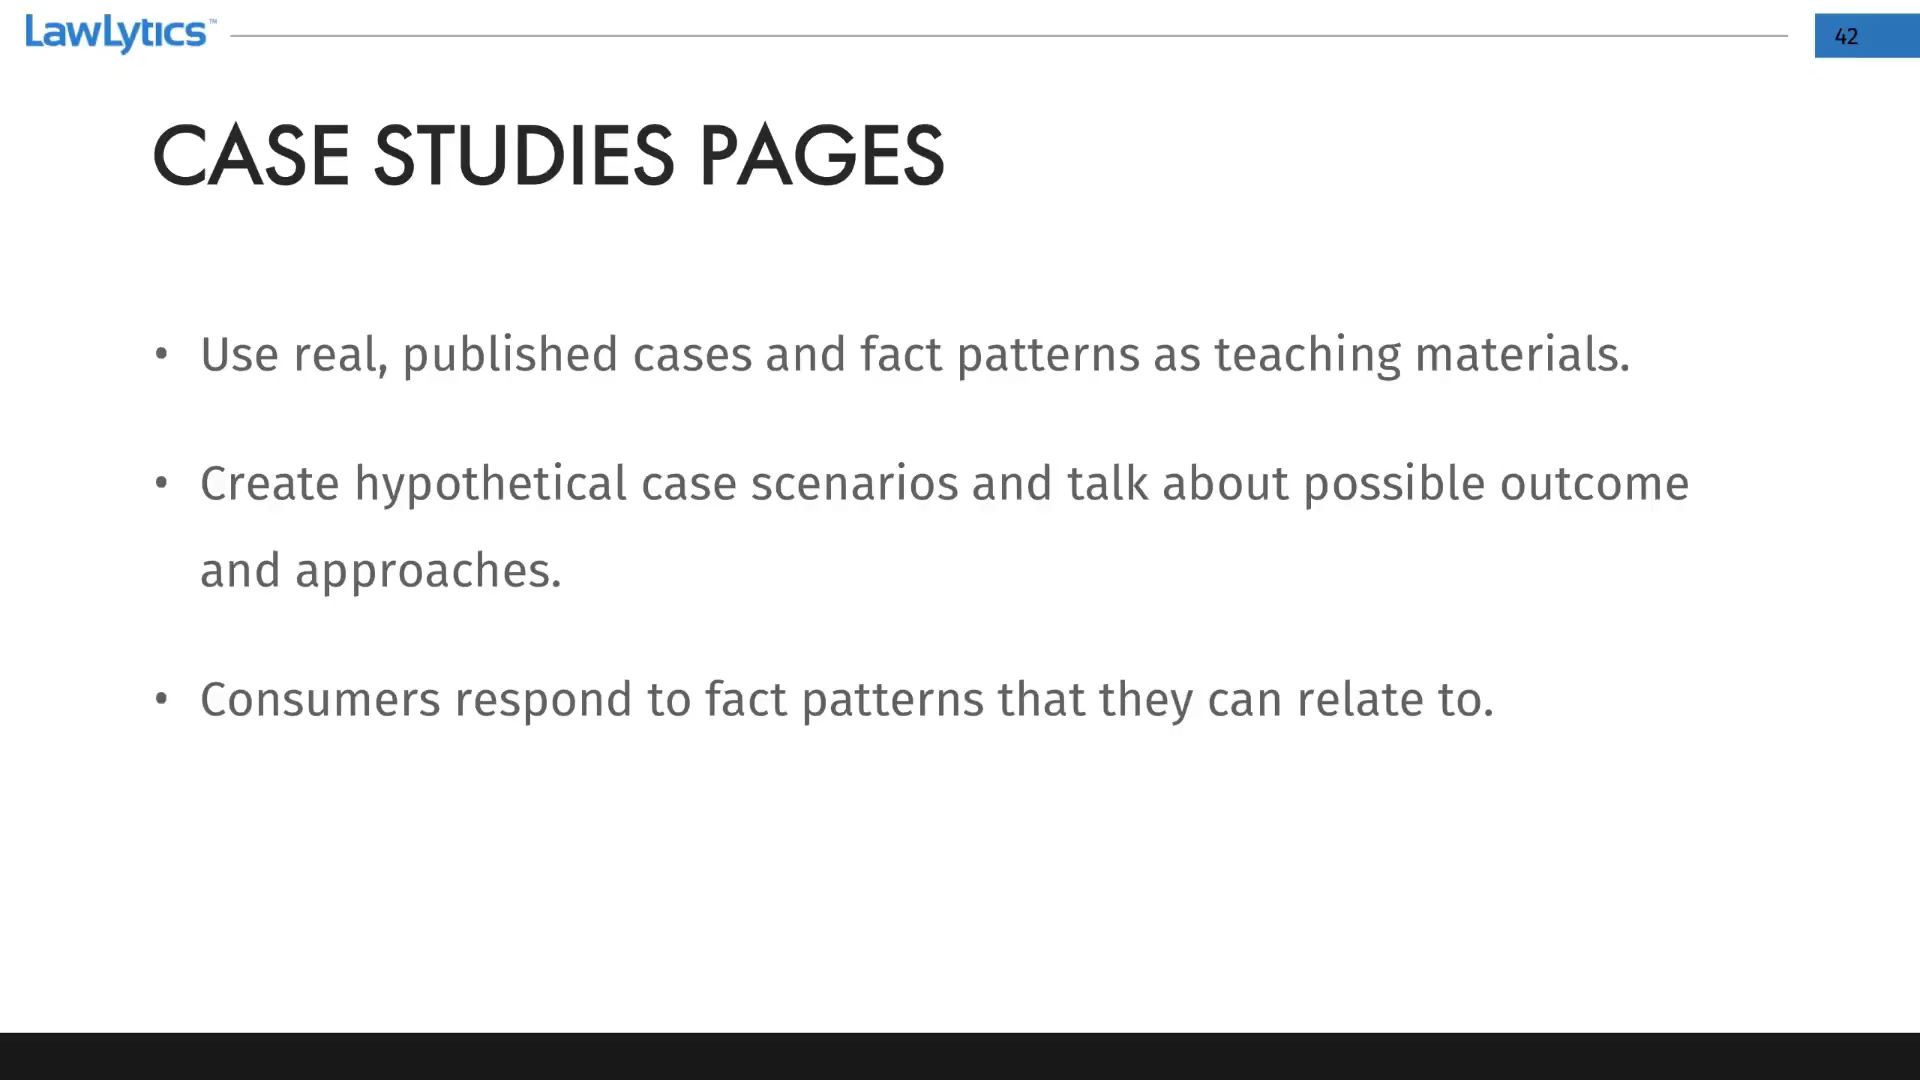 LawLytics™
42
CASE STUDIES PAGES
• Use real, published cases and fact patterns as teaching materials.
• Create hypothetical case scenarios and talk about possible outcome
and approaches.
• Consumers respond to fact patterns that they can relate to.